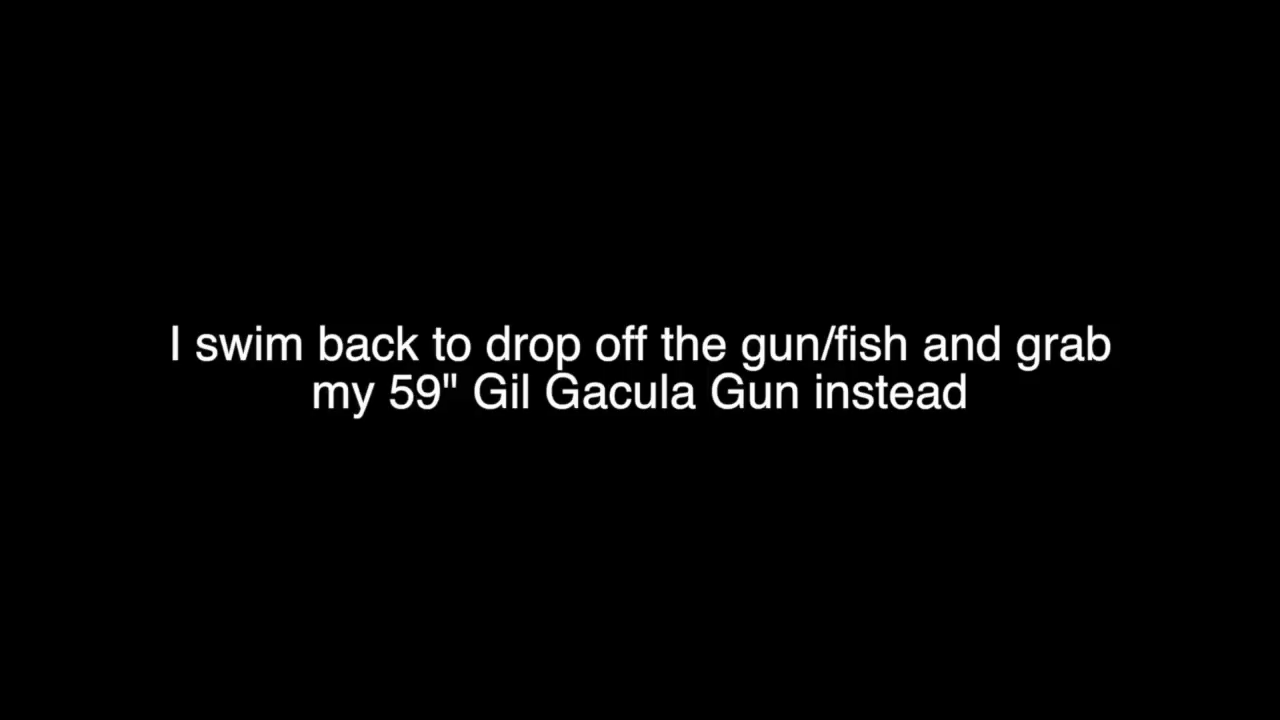 I swim back to drop off the gun/fish and grab
my 59" Gil Gacula Gun instead